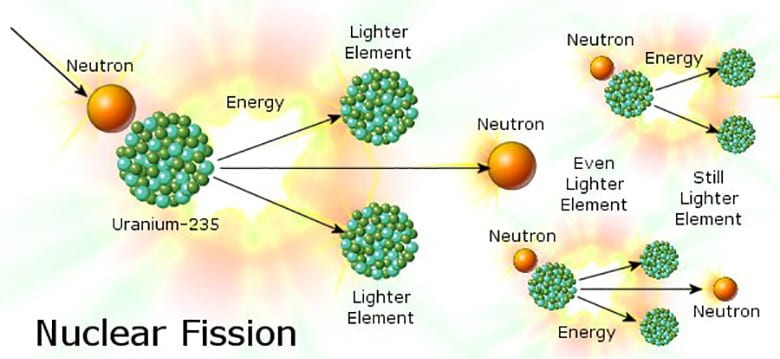 Neutron
Uranium-235
Energy
Lighter
Element
Lighter
Element
Neutron
Neutron
Energy
Even
Lighter
Element
Still
Lighter
Element
Neutron
Energy
Neutron
Nuclear Fission